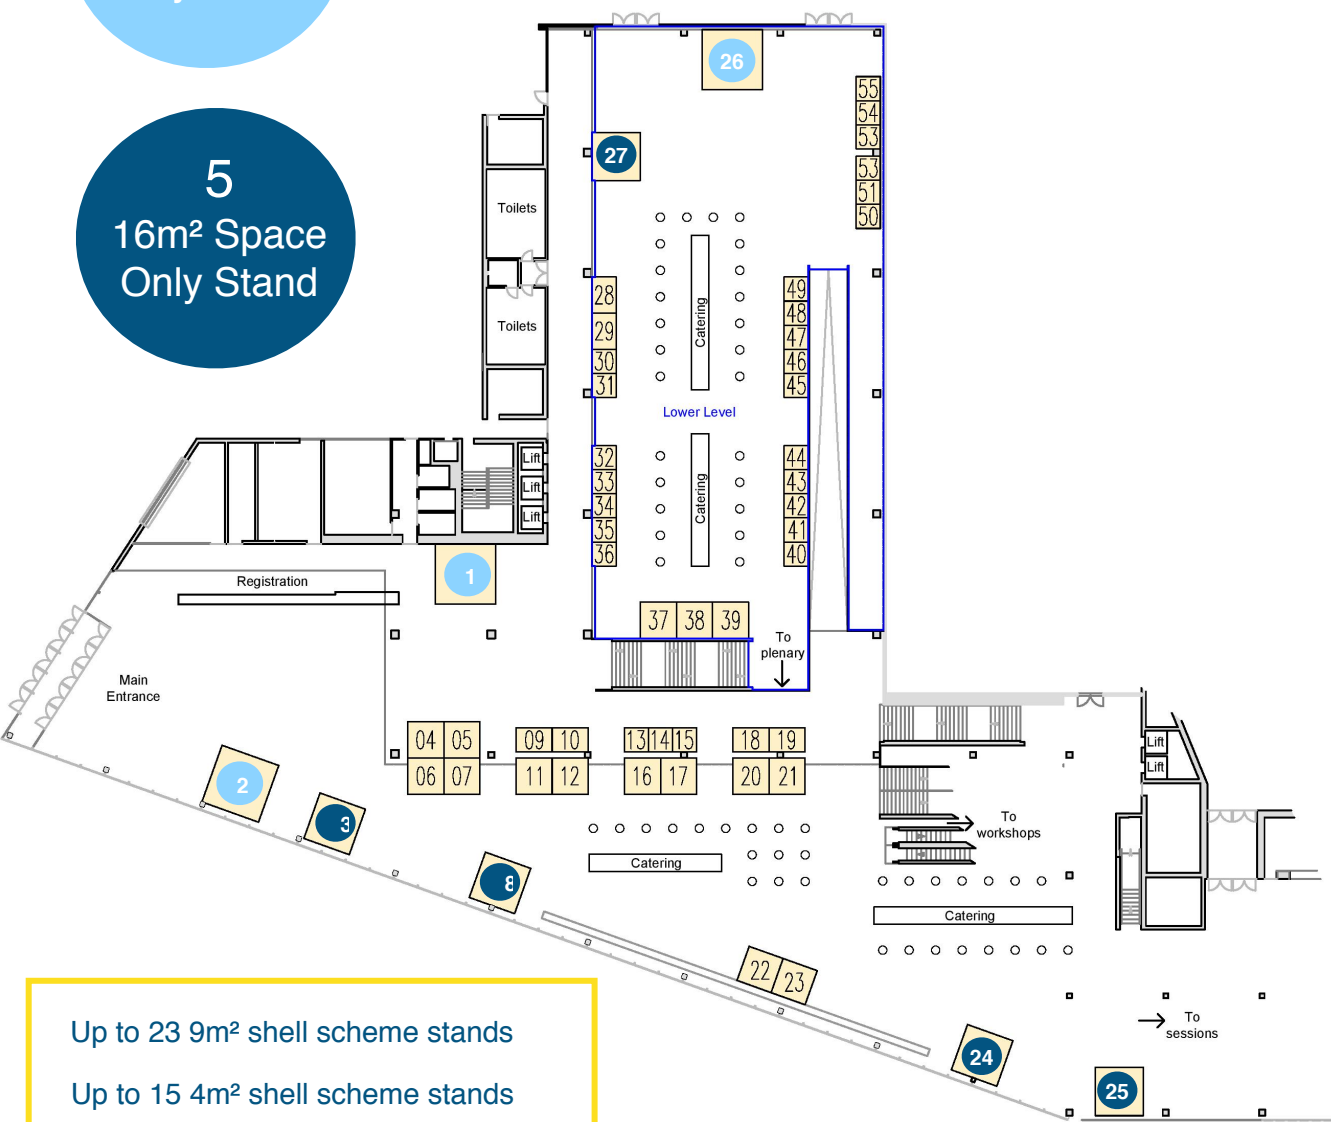 5
16m² Space
Only Stand
26
27
55
54
53
53
51
50
Toilets
Toilets
28
29
30
31
Catering
49
48
47
46
45
Lower Level
Lift
Lift
Lift
32
33
34
35
36
Catering
44
43
42
41
40
1
Registration
37
38
39
To
plenary
Main
Entrance
04
05
06
07
09
10
11
12
13
14
15
16
17
18
19
20
21
Lift
Lift
2
3
8
Catering
To
workshops
Catering
22
23
24
25
To
sessions
Up to 23 9m² shell scheme stands
Up to 15 4m² shell scheme stands